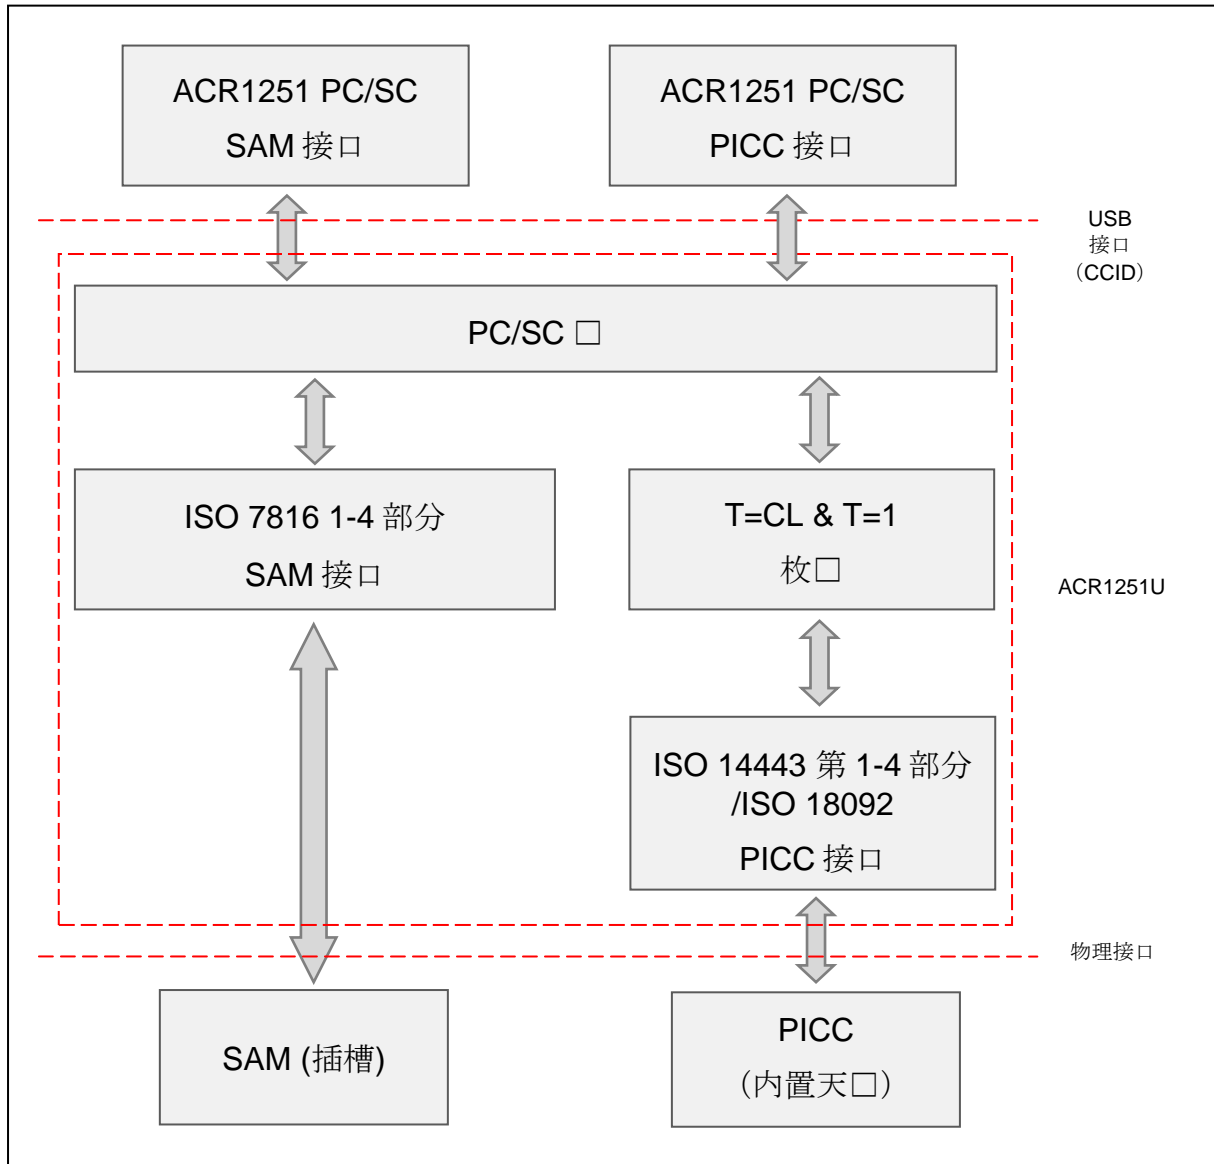 ACR1251 PC/SC
SAM 接口
ACR1251 PC/SC
PICC 接口
USB
接口
（CCID）
PC/SC □
ISO 7816 1-4 部分
SAM 接口
T=CL & T=1
枚□
ACR1251U
ISO 14443 第 1-4 部分
/ISO 18092
PICC 接口
物理接口
SAM (插槽)
PICC
（内置天□）